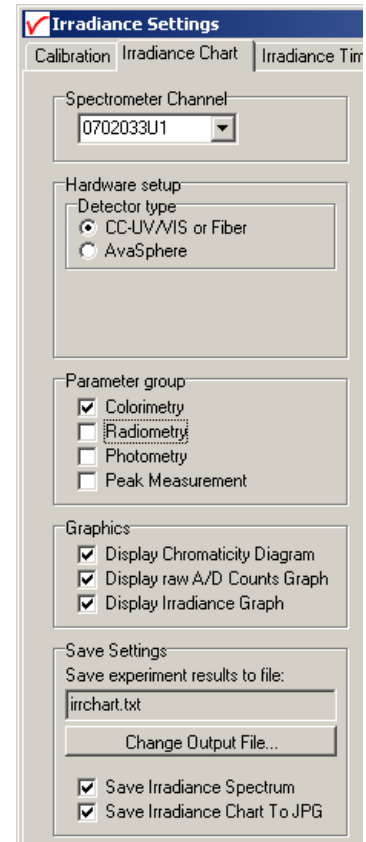 Irradiance Settings
Calibration Irradiance Chart Irradiance Tim
Spectrometer Channel
0702033U1
Hardware setup
Detector type
CC-UV/VIS or Fiber
AvaSphere
Parameter group
Colorimetry
Radiometry
Photometry
Peak Measurement
Graphics
Display Chromaticity Diagram
Display raw A/D Counts Graph
Display Irradiance Graph
Save Settings
Save experiment results to file:
irrchart.txt
Change Output File...
Save Irradiance Spectrum
Save Irradiance Chart To JPG